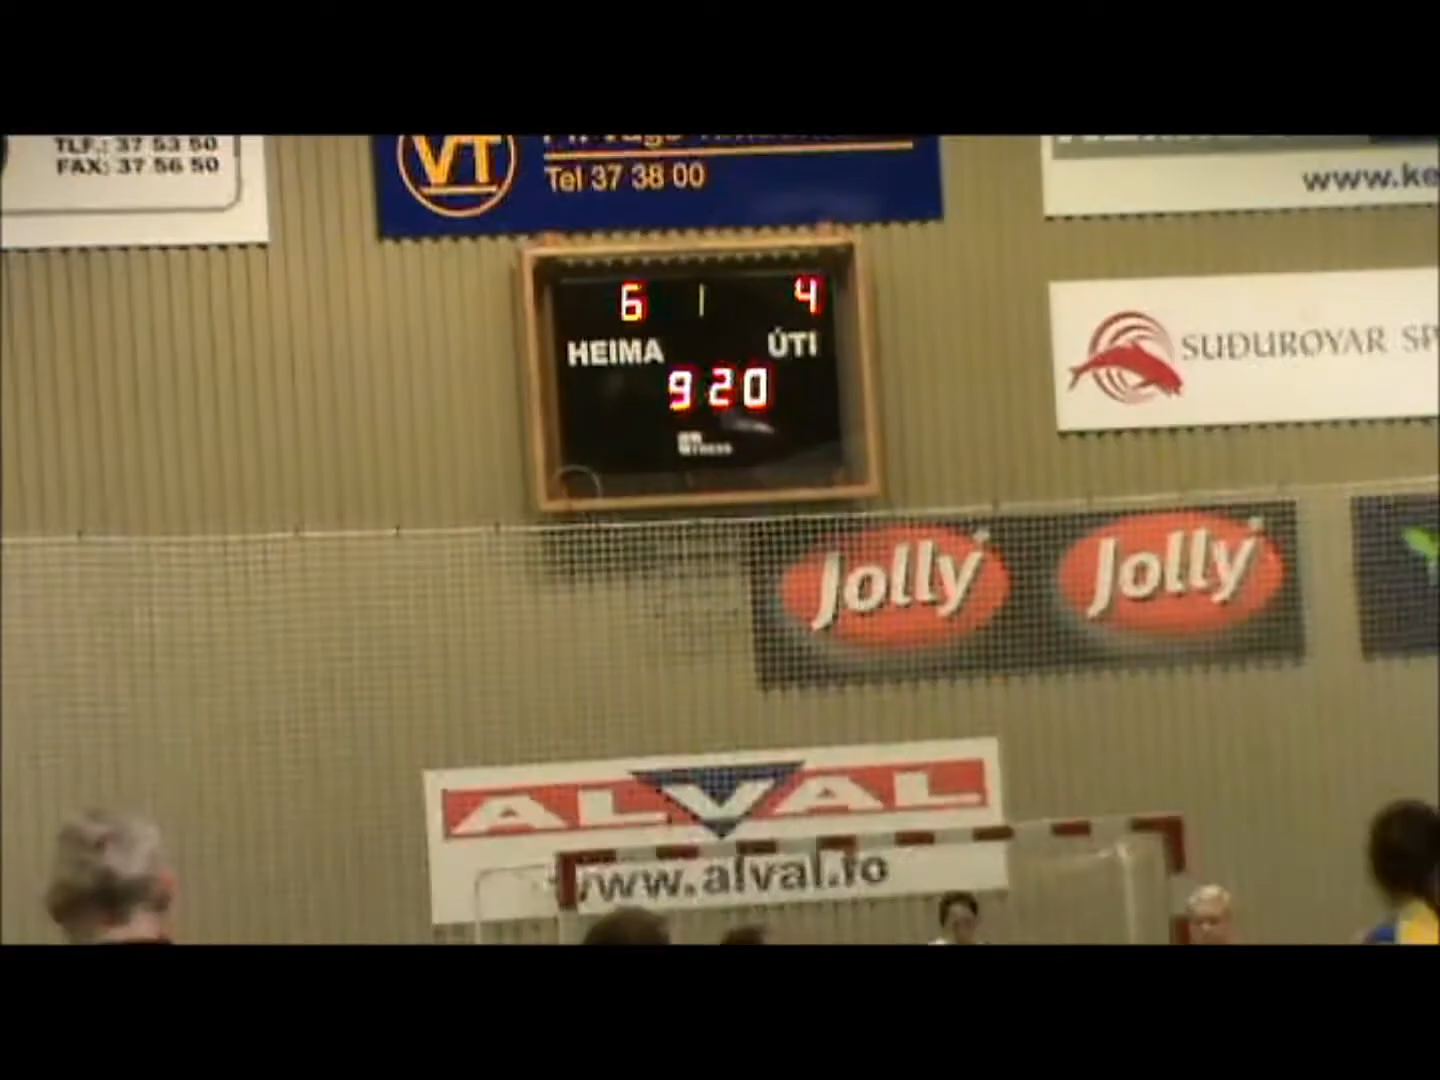 TLF.: 37 53 50
FAX: 37 56 50
VT
Tel 37 38 00
www.ke
6 4
HEIMA ÚTI
9 20
SUÐUROYAR SP
Jolly Jolly
ALVAL
www.alval.fo